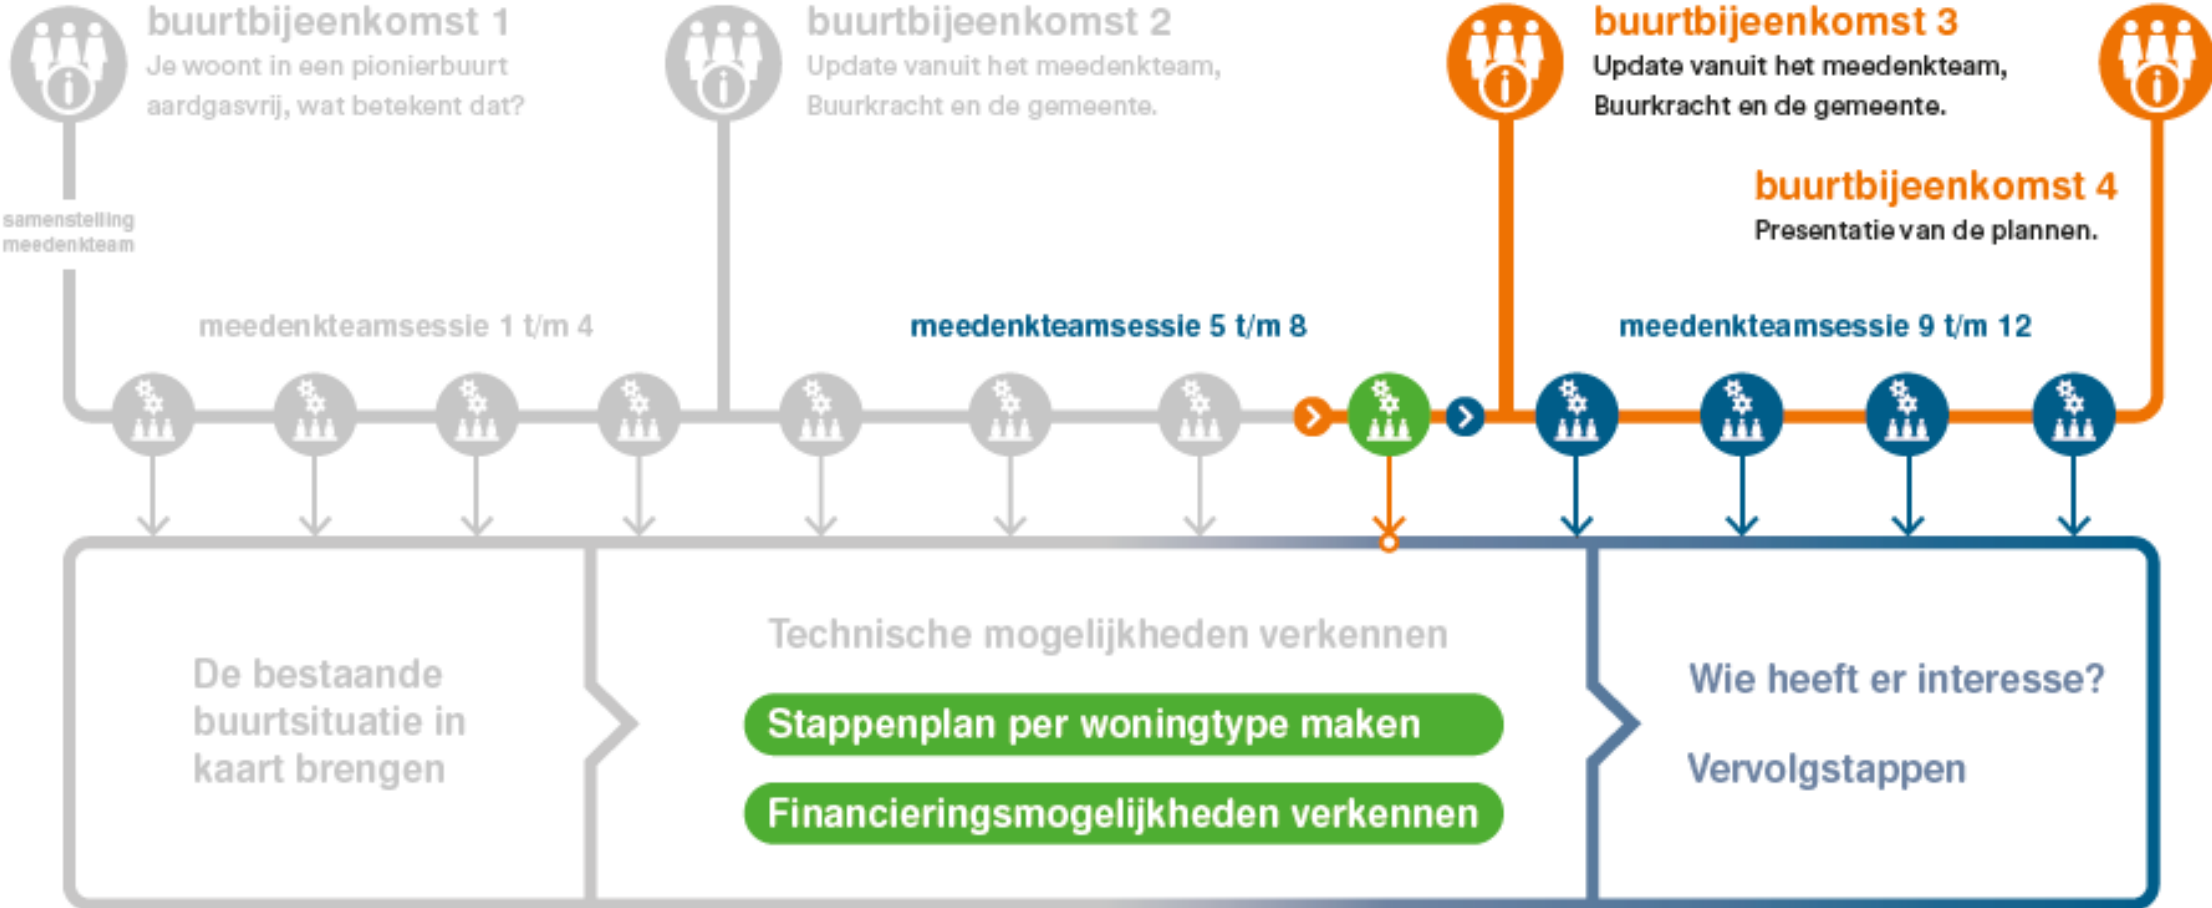 buurtbijeenkomst 1
Je woont in een pionierbuurt
aardgasvrij, wat betekent dat?
buurtbijeenkomst 2
Update vanuit het meedenkteam,
Buurkracht en de gemeente.
buurtbijeenkomst 3
Update vanuit het meedenkteam,
Buurkracht en de gemeente.
buurtbijeenkomst 4
Presentatie van de plannen.
samenstelling
meedenkteam
meedenkteamsessie 1 t/m 4
meedenkteamsessie 5 t/m 8
meedenkteamsessie 9 t/m 12
De bestaande
buurtsituatie in
kaart brengen
Technische mogelijkheden verkennen
Stappenplan per woningtype maken
Financieringsmogelijkheden verkennen
Wie heeft er interesse?
Vervolgstappen